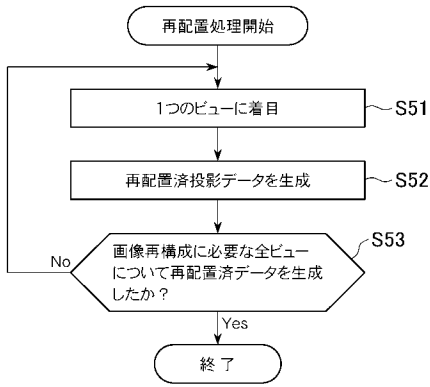 再配置処理開始
1つのビューに着目
S51
再配置済投影データを生成
S52
S53
画像再構成に必要な全ビュー
について再配置済データを生成
したか？
No
Yes
終了